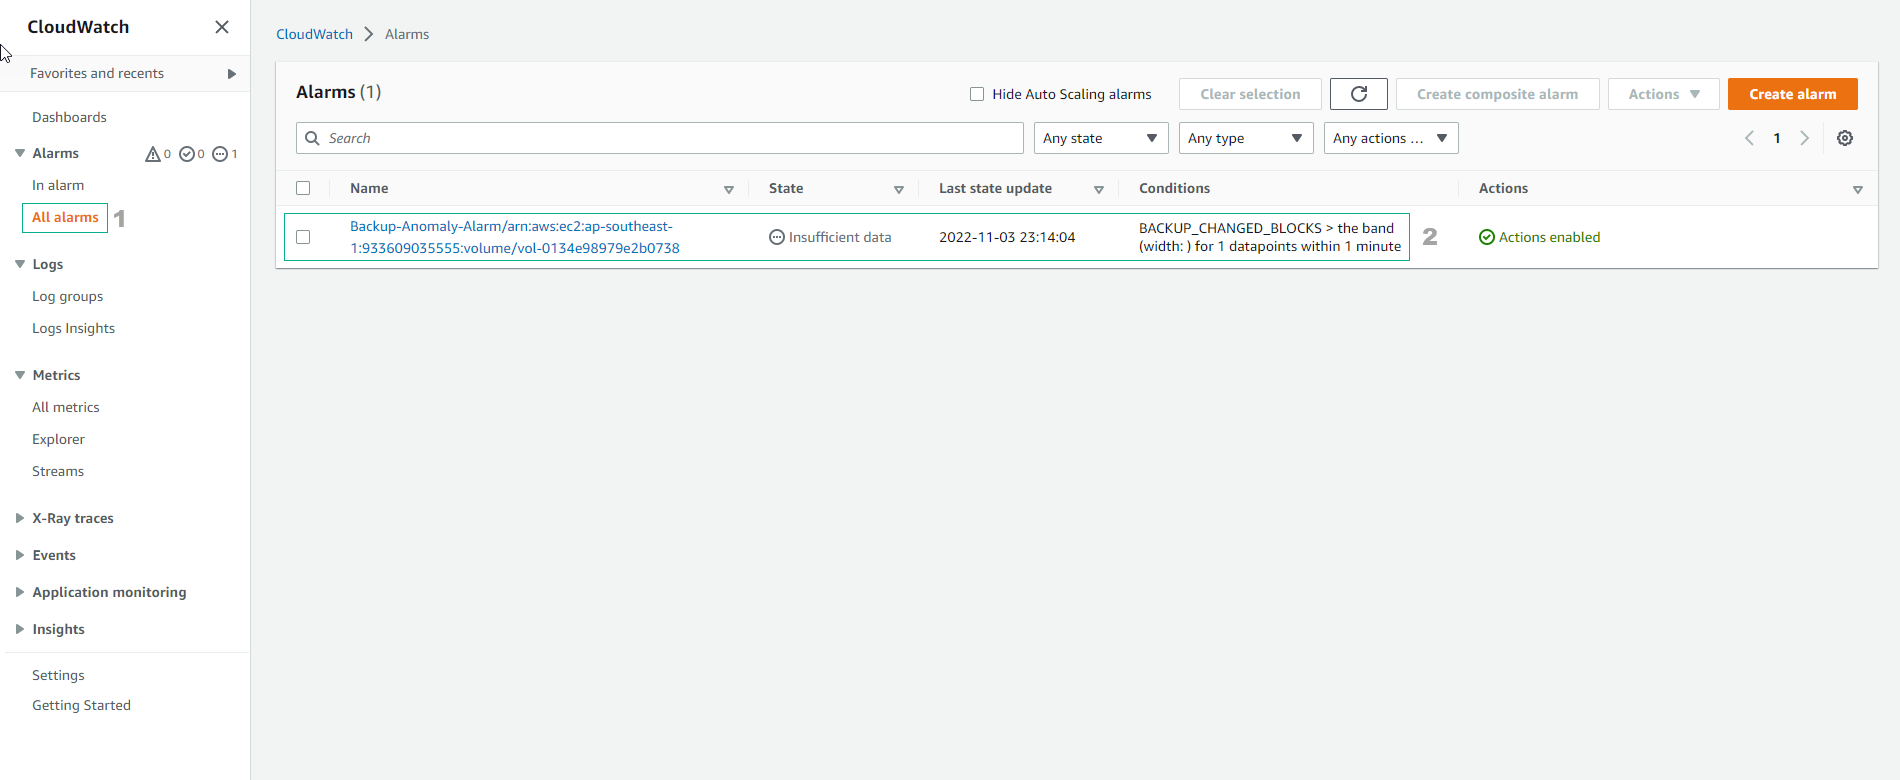 CloudWatch
Favorites and recents
Dashboards
Alarms 0 0 1
In alarm
All alarms 1
Logs
Log groups
Logs Insights
Metrics
All metrics
Explorer
Streams
X-Ray traces
Events
Application monitoring
Insights
Settings
Getting Started
CloudWatch > Alarms
Alarms (1)
Hide Auto Scaling alarms
Clear selection
Create composite alarm
Actions
Create alarm
Search
Any state
Any type
Any actions ...
1
Name State Last state update Conditions Actions
Backup-Anomaly-Alarm/arn:aws:ec2:ap-southeast-
1:933609035555:volume/vol-0134e98979e2b0738
Insufficient data
2022-11-03 23:14:04
BACKUP_CHANGED_BLOCKS > the band
(width: ) for 1 datapoints within 1 minute
2
Actions enabled